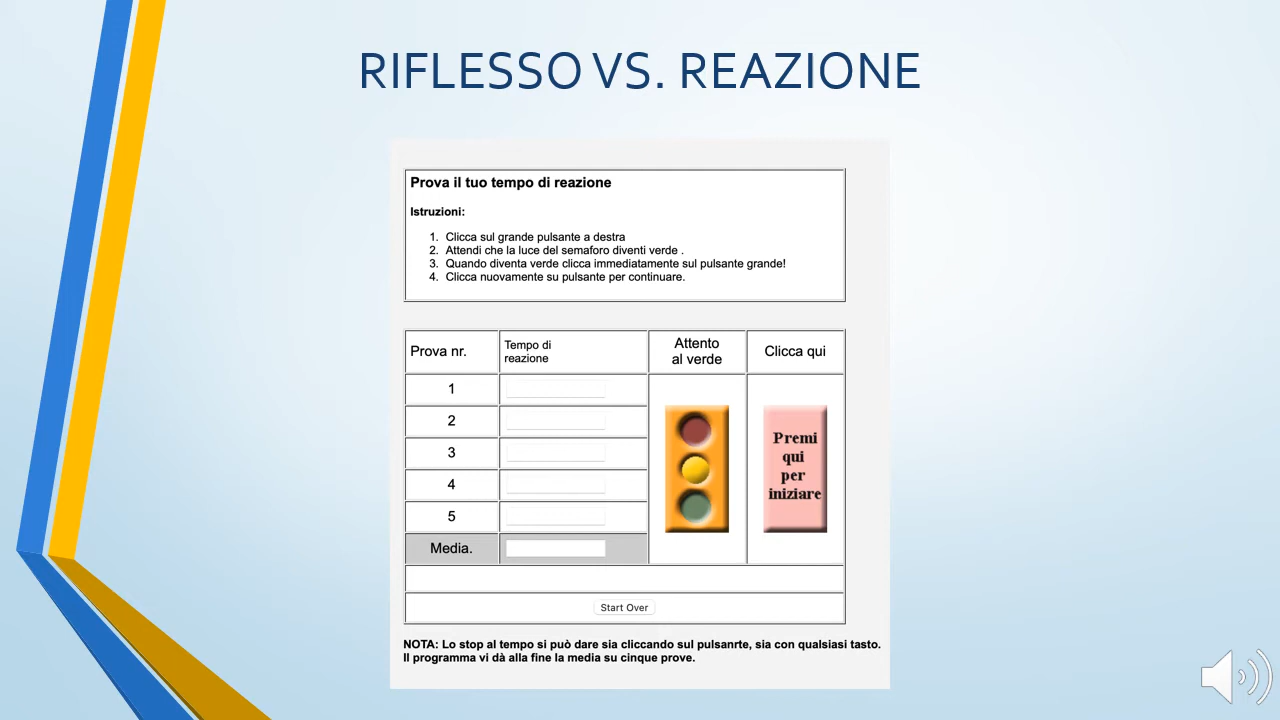 RIFLESSO VS. REAZIONE
Prova il tuo tempo di reazione
Istruzioni:
1. Clicca sul grande pulsante a destra
2. Attendi che la luce del semaforo diventi verde .
3. Quando diventa verde clicca immediatamente sul pulsante grande!
4. Clicca nuovamente su pulsante per continuare.
Prova nr.
Tempo di
reazione
Attento
al verde
Clicca qui
1
2
3
4
5
Media.
Premi
qui
per
iniziare
Start Over
NOTA: Lo stop al tempo si può dare sia cliccando sul pulsanrte, sia con qualsiasi tasto.
Il programma vi dà alla fine la media su cinque prove.